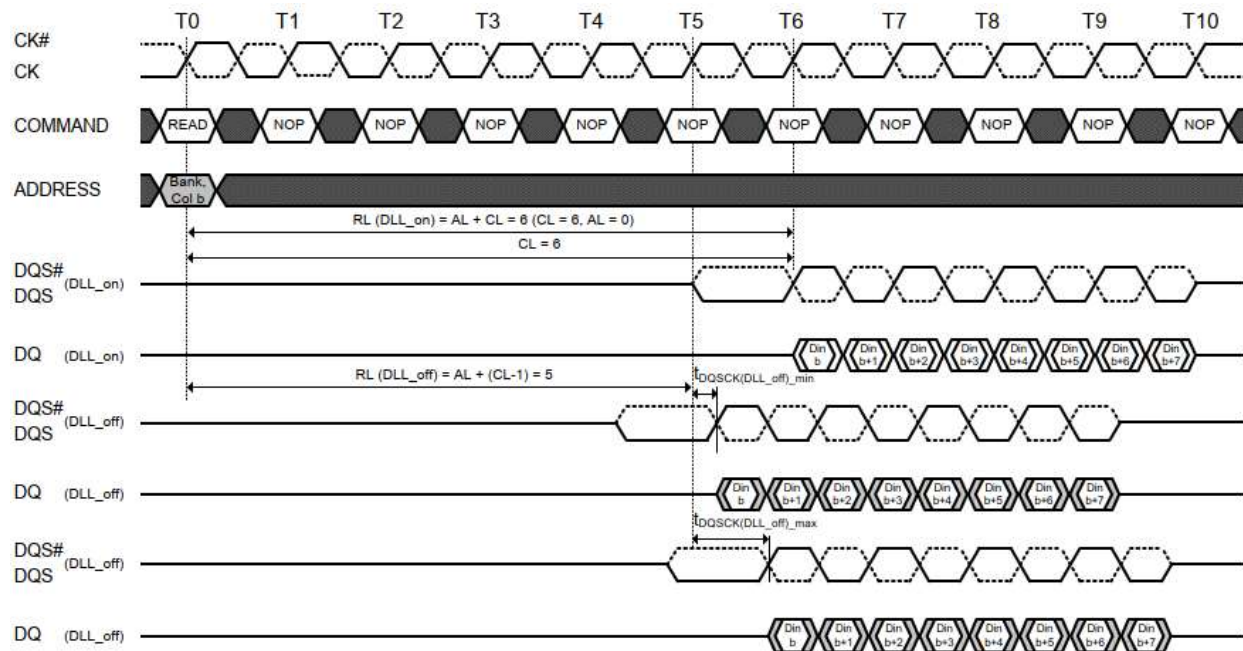 T0 T1 T2 T3 T4 T5 T6 T7 T8 T9 T10
CK#
CK
COMMAND READ NOP NOP NOP NOP NOP NOP NOP NOP NOP NOP
ADDRESS Bank, Col b
RL (DLL_on) = AL + CL = 6 (CL = 6, AL = 0)
CL = 6
DQS# (DLL_on)
DQS
DQ (DLL_on) Din b Din b+1 Din b+2 Din b+3 Din b+4 Din b+5 Din b+6 Din b+7
RL (DLL_off) = AL + (CL-1) = 5 tDQSCK(DLL_off)_min
DQS# (DLL_off)
DQS
DQ (DLL_off) Din b Din b+1 Din b+2 Din b+3 Din b+4 Din b+5 Din b+6 Din b+7
tDQSCK(DLL_off)_max
DQS# (DLL_off)
DQS
DQ (DLL_off) Din b Din b+1 Din b+2 Din b+3 Din b+4 Din b+5 Din b+6 Din b+7